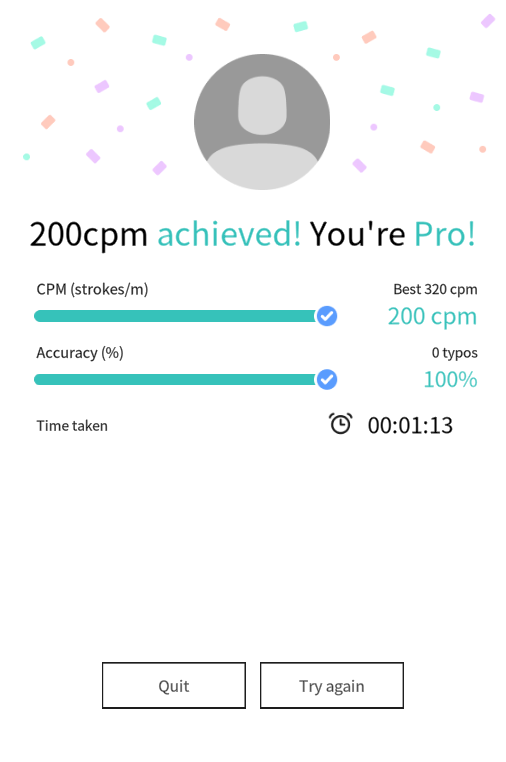 200cpm achieved! You're Pro!
CPM (strokes/m) Best 320 cpm
200 cpm
Accuracy (%) 0 typos
100%
Time taken 00:01:13
Quit Try again